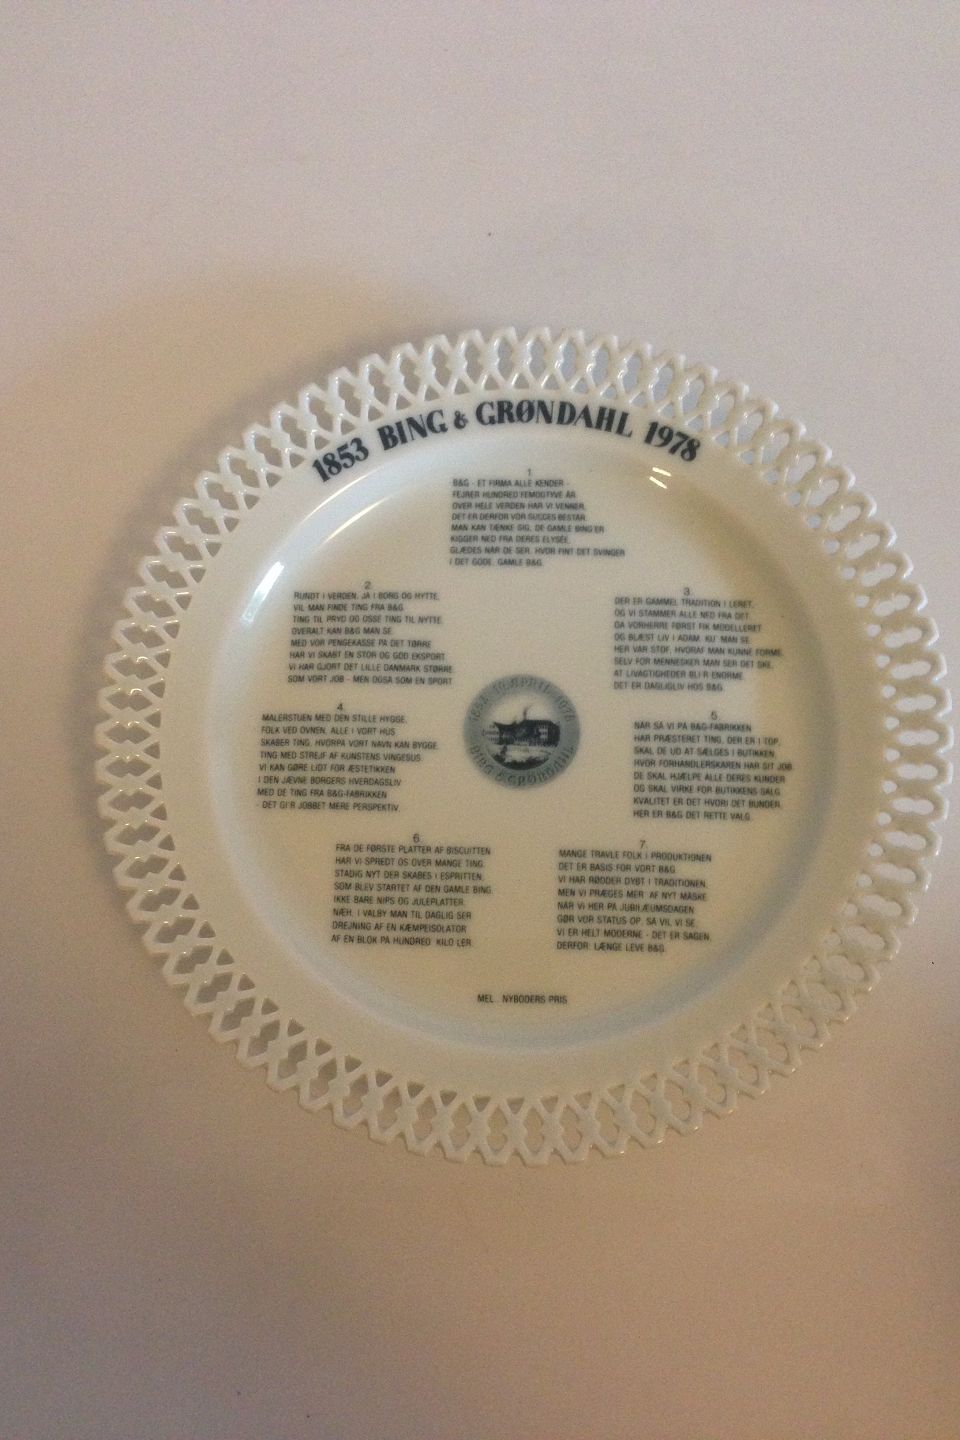 1853 BING & GRØNDAHL 1978
1.
B&G - ET FIRMA ALLE KENDER -
FEJRER HUNDRED FEMOGTYVE ÅR.
OVER HELE VERDEN HAR VI VENNER,
DET ER DERFOR VOR SUCCES BESTÅR.
MAN KAN TÆNKE SIG, DE GAMLE BING'ER
KIGGER NED FRA DERES ELYSÉE,
GLÆDES NÅR DE SER, HVOR FINT DET SVINGER
I DET GODE, GAMLE B&G.
2.
RUNDT I VERDEN, JA I BORG OG HYTTE,
VIL MAN FINDE TING FRA B&G.
TING TIL PRYD OG OSSE TING TIL NYTTE.
OVERALT KAN B&G MAN SE.
MED VOR PENGEKASSE PÅ DET TØRRE
HAR VI SKABT EN STOR OG GOD EKSPORT.
VI HAR GJORT DET LILLE DANMARK STØRRE.
SOM VORT JOB - MEN OGSÅ SOM EN SPORT.
3.
DER ER GAMMEL TRADITION I LERET,
OG VI STAMMER ALLE NED FRA DET.
DA VORHERRE FØRST FIK MODELLERET
OG BLÆST LIV I ADAM, KU' MAN SE.
HER VAR STOF, HVORAF MAN KUNNE FORME,
SELV FOR MENNESKER MAN SER DET SKE,
AT LIVAGTIGHEDER BLI'R ENORME.
DET ER DAGLIGLIV HOS B&G.
4.
MALERSTUEN MED DEN STILLE HYGGE,
FOLK VED OVNEN, ALLE I VORT HUS
SKABER TING, HVORPÅ VORT NAVN KAN BYGGE.
TING MED STREJF AF KUNSTENS VINGESUS
VI KAN GØRE LIDT FOR ÆSTETIKKEN
I DEN JÆVNE BORGERS HVERDAGSLIV
MED DE TING FRA B&G-FABRIKKEN
- DET GI'R JOBBET MERE PERSPEKTIV.
5.
NÅR SÅ VI PÅ B&G-FABRIKKEN
HAR PRÆSTERET TING, DER ER I TOP,
SKAL DE UD AT SÆLGES I BUTIKKEN,
HVOR FORHANDLERSKAREN HAR SIT JOB.
DE SKAL HJÆLPE ALLE DERES KUNDER
OG SKAL VIRKE FOR BUTIKKENS SALG.
KVALITET ER DET HVORI DET BUNDER.
HER ER B&G DET RETTE VALG.
6.
FRA DE FØRSTE PLATTER AF BISCUITTEN
HAR VI SPREDT OS OVER MANGE TING.
STADIG NYT DER SKABES I ESPRITTEN,
SOM BLEV STARTET AF DEN GAMLE BING.
IKKE BARE NIPS OG JULEPLATTER.
NÆH, I VALBY MAN TIL DAGLIG SER
DREJNING AF EN KÆMPEISOLATOR
AF EN BLOK PÅ HUNDRED' KILO LER.
7.
MANGE TRAVLE FOLK I PRODUKTIONEN
DET ER BASIS FOR VORT B&G
VI HAR RØDDER DYBT I TRADITIONEN,
MEN VI PRÆGES MER' AF NYT MÅSKE.
NÅR VI HER PÅ JUBILÆUMSDAGEN
GØR VOR STATUS OP, SÅ VIL VI SE,
VI ER HELT MODERNE - DET ER SAGEN,
DERFOR: LÆNGE LEVE B&G.
1853 19. APRIL 1978
BING & GRØNDAHL
MEL.: NYBODERS PRIS